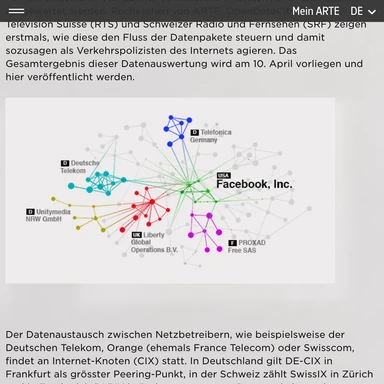 Mein ARTE DE
Television Suisse (RTS) und Schweizer Radio und Fernsehen (SRF) zeigen
erstmals, wie diese den Fluss der Datenpakete steuern und damit
sozusagen als Verkehrspolizisten des Internets agieren. Das
Gesamtergebnis dieser Datenauswertung wird am 10. April vorliegen und
hier veröffentlicht werden.
D Telefonica
Germany
D Deutsche
Telekom
USA
Facebook, Inc.
D Unitymedia
NRW GmbH
UK Liberty
Global
Operations B.V.
F PROXAD
Free SAS
Der Datenaustausch zwischen Netzbetreibern, wie beispielsweise der
Deutschen Telekom, Orange (ehemals France Telecom) oder Swisscom,
findet an Internet-Knoten (CIX) statt. In Deutschland gilt DE-CIX in
Frankfurt als grösster Peering-Punkt, in der Schweiz zählt SwissIX in Zürich